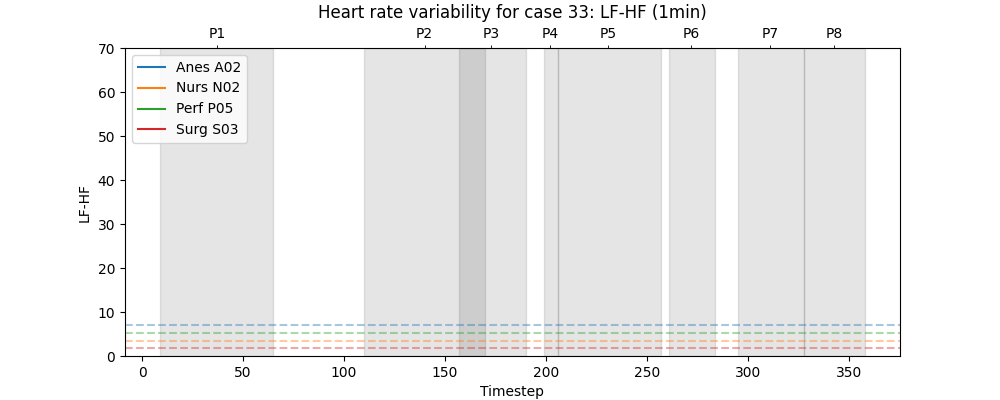 Heart rate variability for case 33: LF-HF (1min)
P1 P2 P3 P4 P5 P6 P7 P8
70
60
50
40
30
20
10
0
LF-HF
Anes A02
Nurs N02
Perf P05
Surg S03
0 50 100 150 200 250 300 350
Timestep